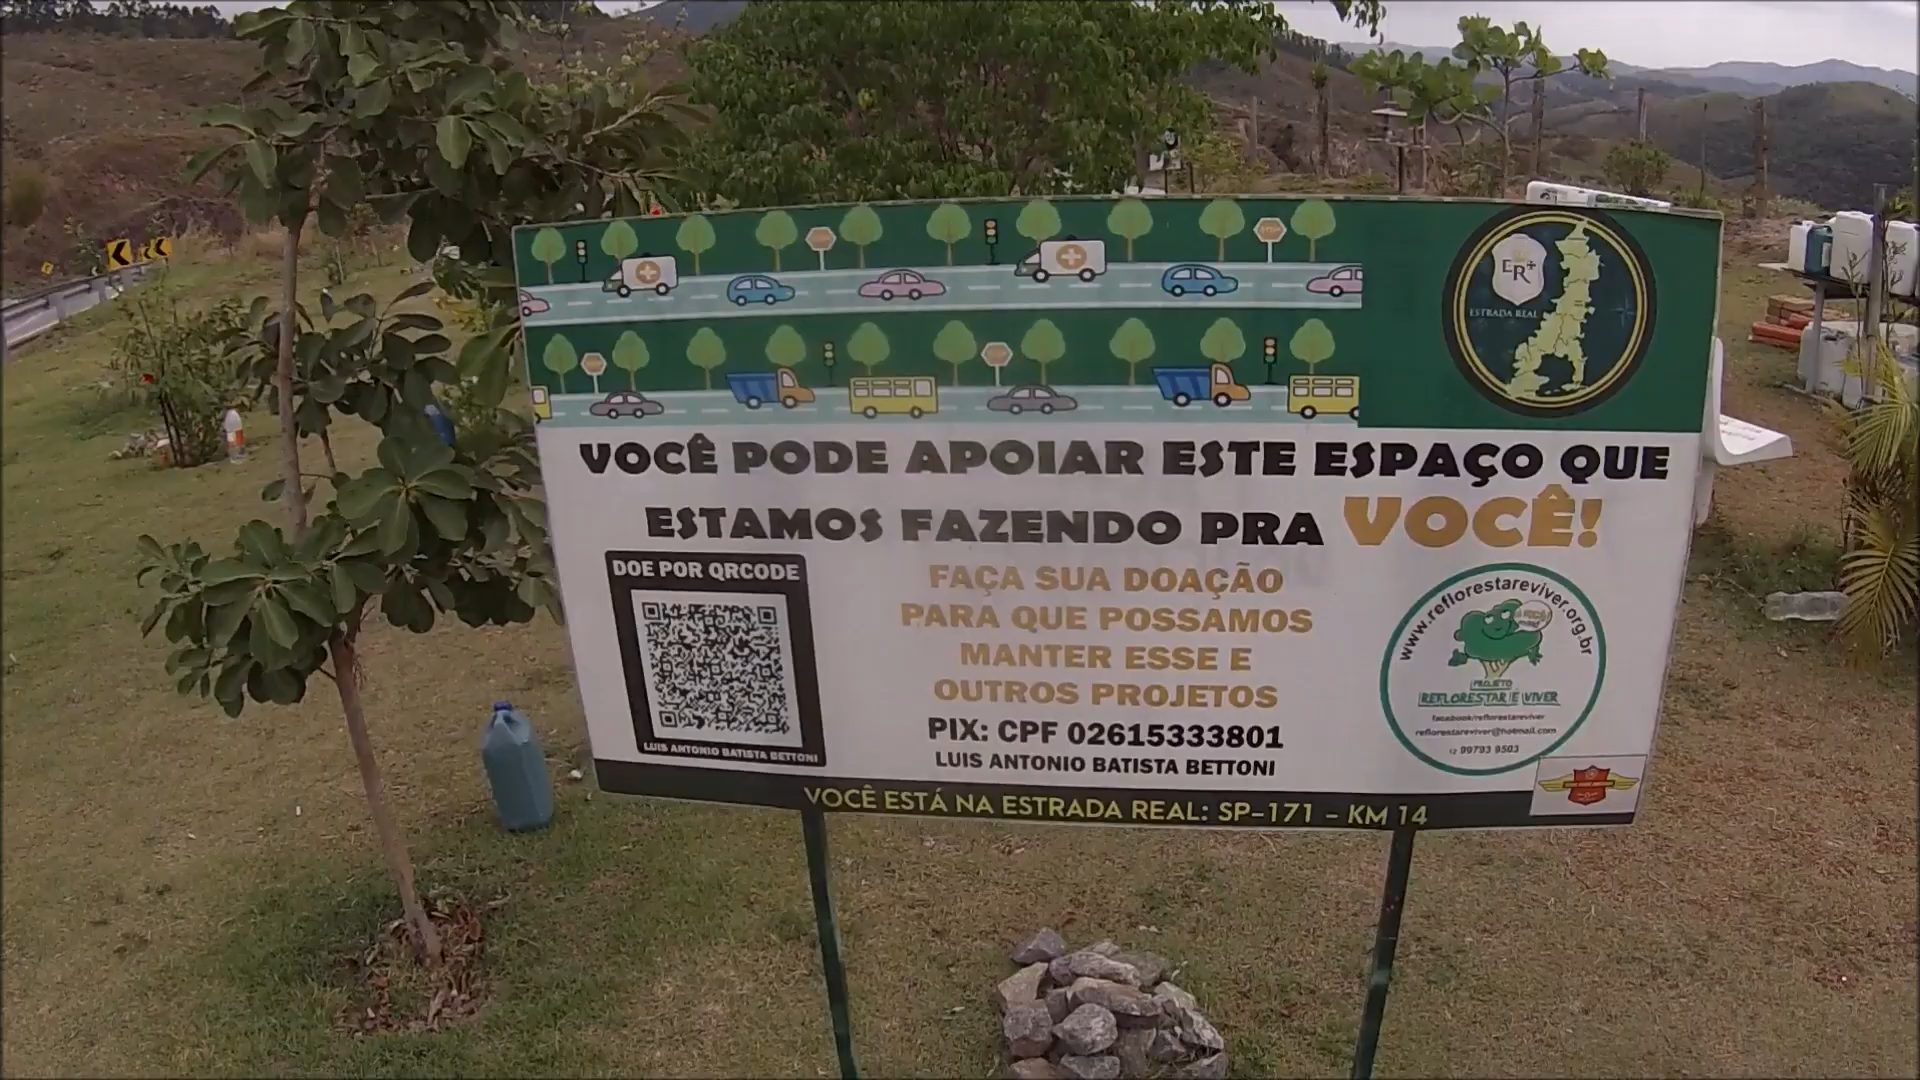 ER
ESTRADA REAL
VOCÊ PODE APOIAR ESTE ESPAÇO QUE
ESTAMOS FAZENDO PRA VOCÊ!
DOE POR QRCODE
LUIS ANTONIO BATISTA BETTONI
FAÇA SUA DOAÇÃO
PARA QUE POSSAMOS
MANTER ESSE E
OUTROS PROJETOS
PIX: CPF 02615333801
LUIS ANTONIO BATISTA BETTONI
www.reflorestareviver.org.br
PROJETO
REFLORESTAR E VIVER
facebook/reflorestareviver
reflorestareviver@hotmail.com
12 99793 9503
VOCÊ ESTÁ NA ESTRADA REAL: SP-171 - KM 14